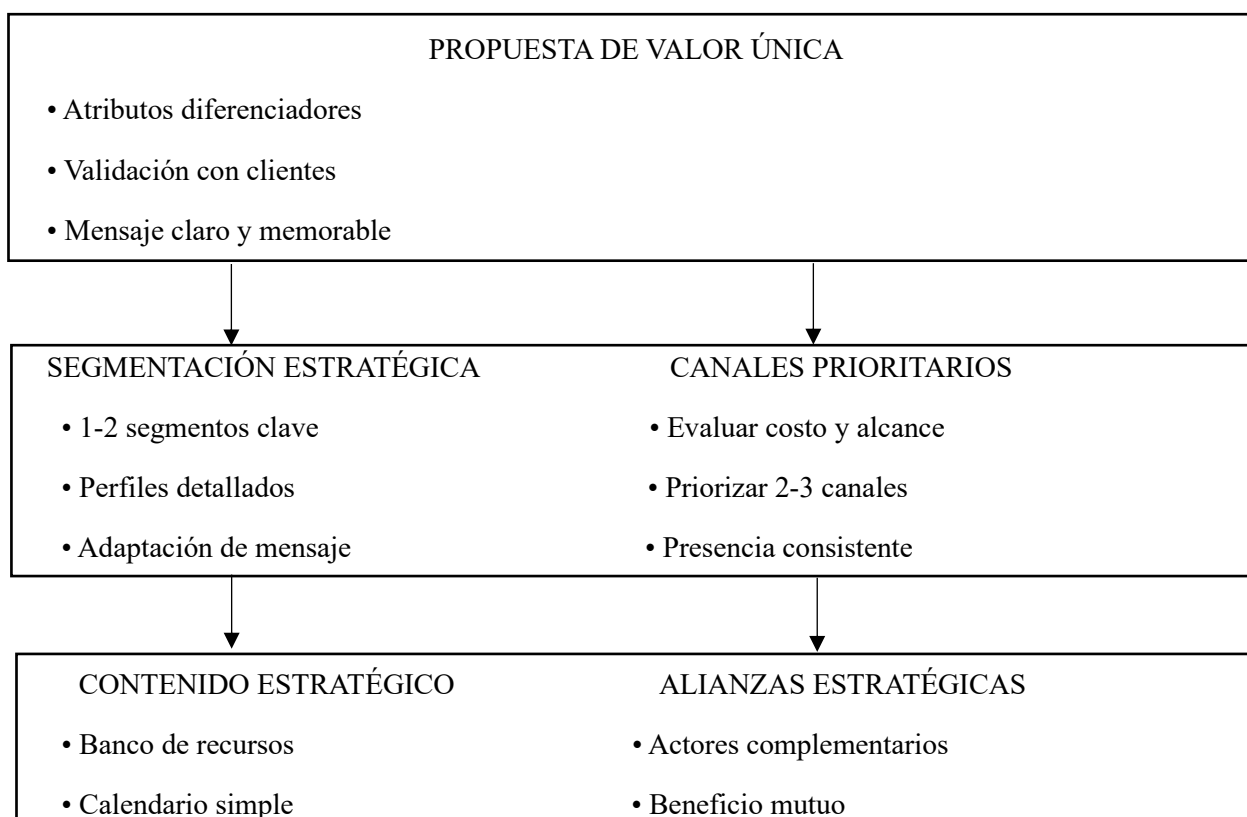 PROPUESTA DE VALOR ÚNICA
• Atributos diferenciadores
• Validación con clientes
• Mensaje claro y memorable
SEGMENTACIÓN ESTRATÉGICA
• 1-2 segmentos clave
• Perfiles detallados
• Adaptación de mensaje
CANALES PRIORITARIOS
• Evaluar costo y alcance
• Priorizar 2-3 canales
• Presencia consistente
CONTENIDO ESTRATÉGICO
• Banco de recursos
• Calendario simple
ALIANZAS ESTRATÉGICAS
• Actores complementarios
• Beneficio mutuo